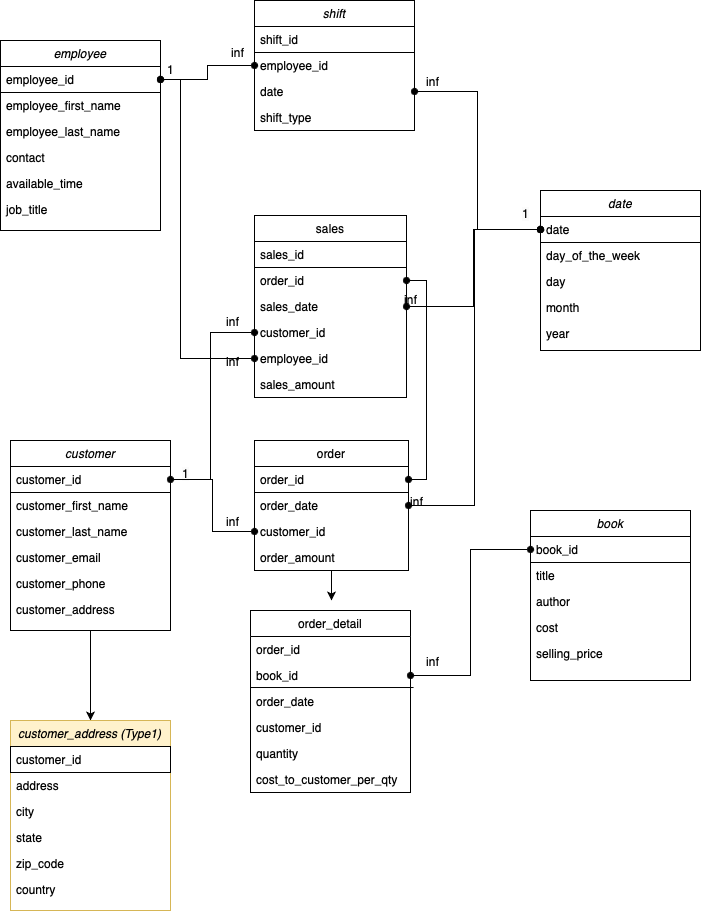 shift
shift_id
employee_id
date
shift_type
employee
employee_id
employee_first_name
employee_last_name
contact
available_time
job_title
1
inf
inf
date
date
day_of_the_week
day
month
year
1
sales
sales_id
order_id
sales_date
customer_id
employee_id
sales_amount
inf
inf
inf
customer
customer_id
customer_first_name
customer_last_name
customer_email
customer_phone
customer_address
1
inf
order
order_id
order_date
customer_id
order_amount
inf
book
book_id
title
author
cost
selling_price
order_detail
order_id
book_id
order_date
customer_id
quantity
cost_to_customer_per_qty
inf
customer_address (Type1)
customer_id
address
city
state
zip_code
country